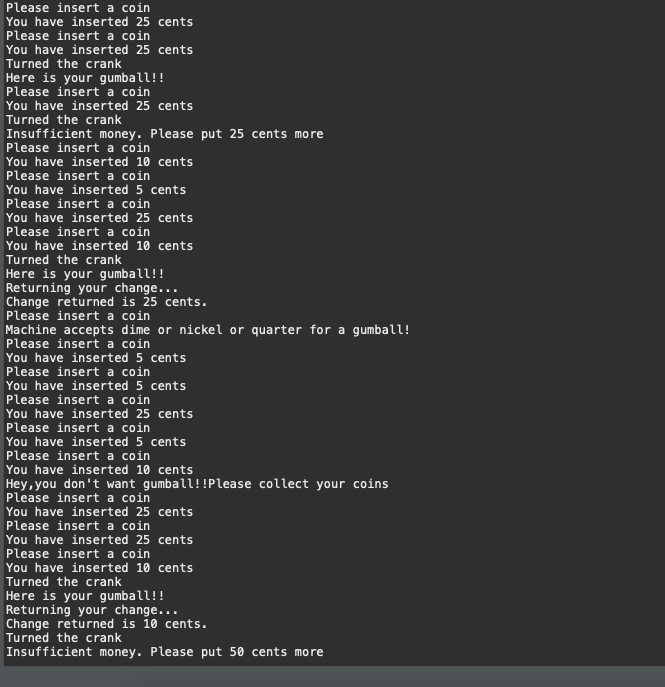 Please insert a coin
You have inserted 25 cents
Please insert a coin
You have inserted 25 cents
Turned the crank
Here is your gumball!!
Please insert a coin
You have inserted 25 cents
Turned the crank
Insufficient money. Please put 25 cents more
Please insert a coin
You have inserted 10 cents
Please insert a coin
You have inserted 5 cents
Please insert a coin
You have inserted 25 cents
Please insert a coin
You have inserted 10 cents
Turned the crank
Here is your gumball!!
Returning your change...
Change returned is 25 cents.
Please insert a coin
Machine accepts dime or nickel or quarter for a gumball!
Please insert a coin
You have inserted 5 cents
Please insert a coin
You have inserted 5 cents
Please insert a coin
You have inserted 25 cents
Please insert a coin
You have inserted 5 cents
Please insert a coin
You have inserted 10 cents
Hey,you don't want gumball!!Please collect your coins
Please insert a coin
You have inserted 25 cents
Please insert a coin
You have inserted 25 cents
Please insert a coin
You have inserted 10 cents
Turned the crank
Here is your gumball!!
Returning your change...
Change returned is 10 cents.
Turned the crank
Insufficient money. Please put 50 cents more